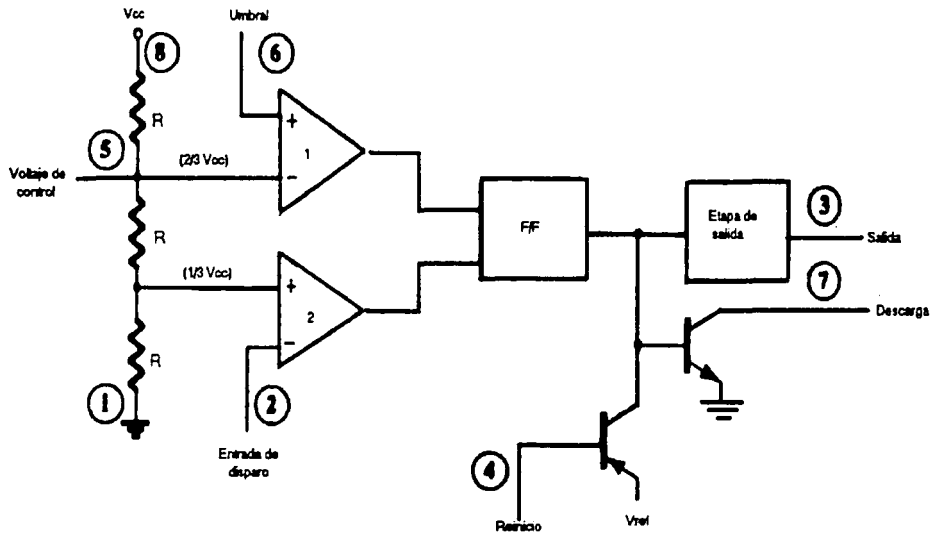 Vcc
8
R
5
Voltaje de
control
(2/3 Vcc)
R
(1/3 Vcc)
R
1
Umbral
6
+
1
-
+
2
-
2
Entrada de
disparo
F/F
Etapa de
salida
3
Salida
7
Descarga
4
Reinicio
Vref